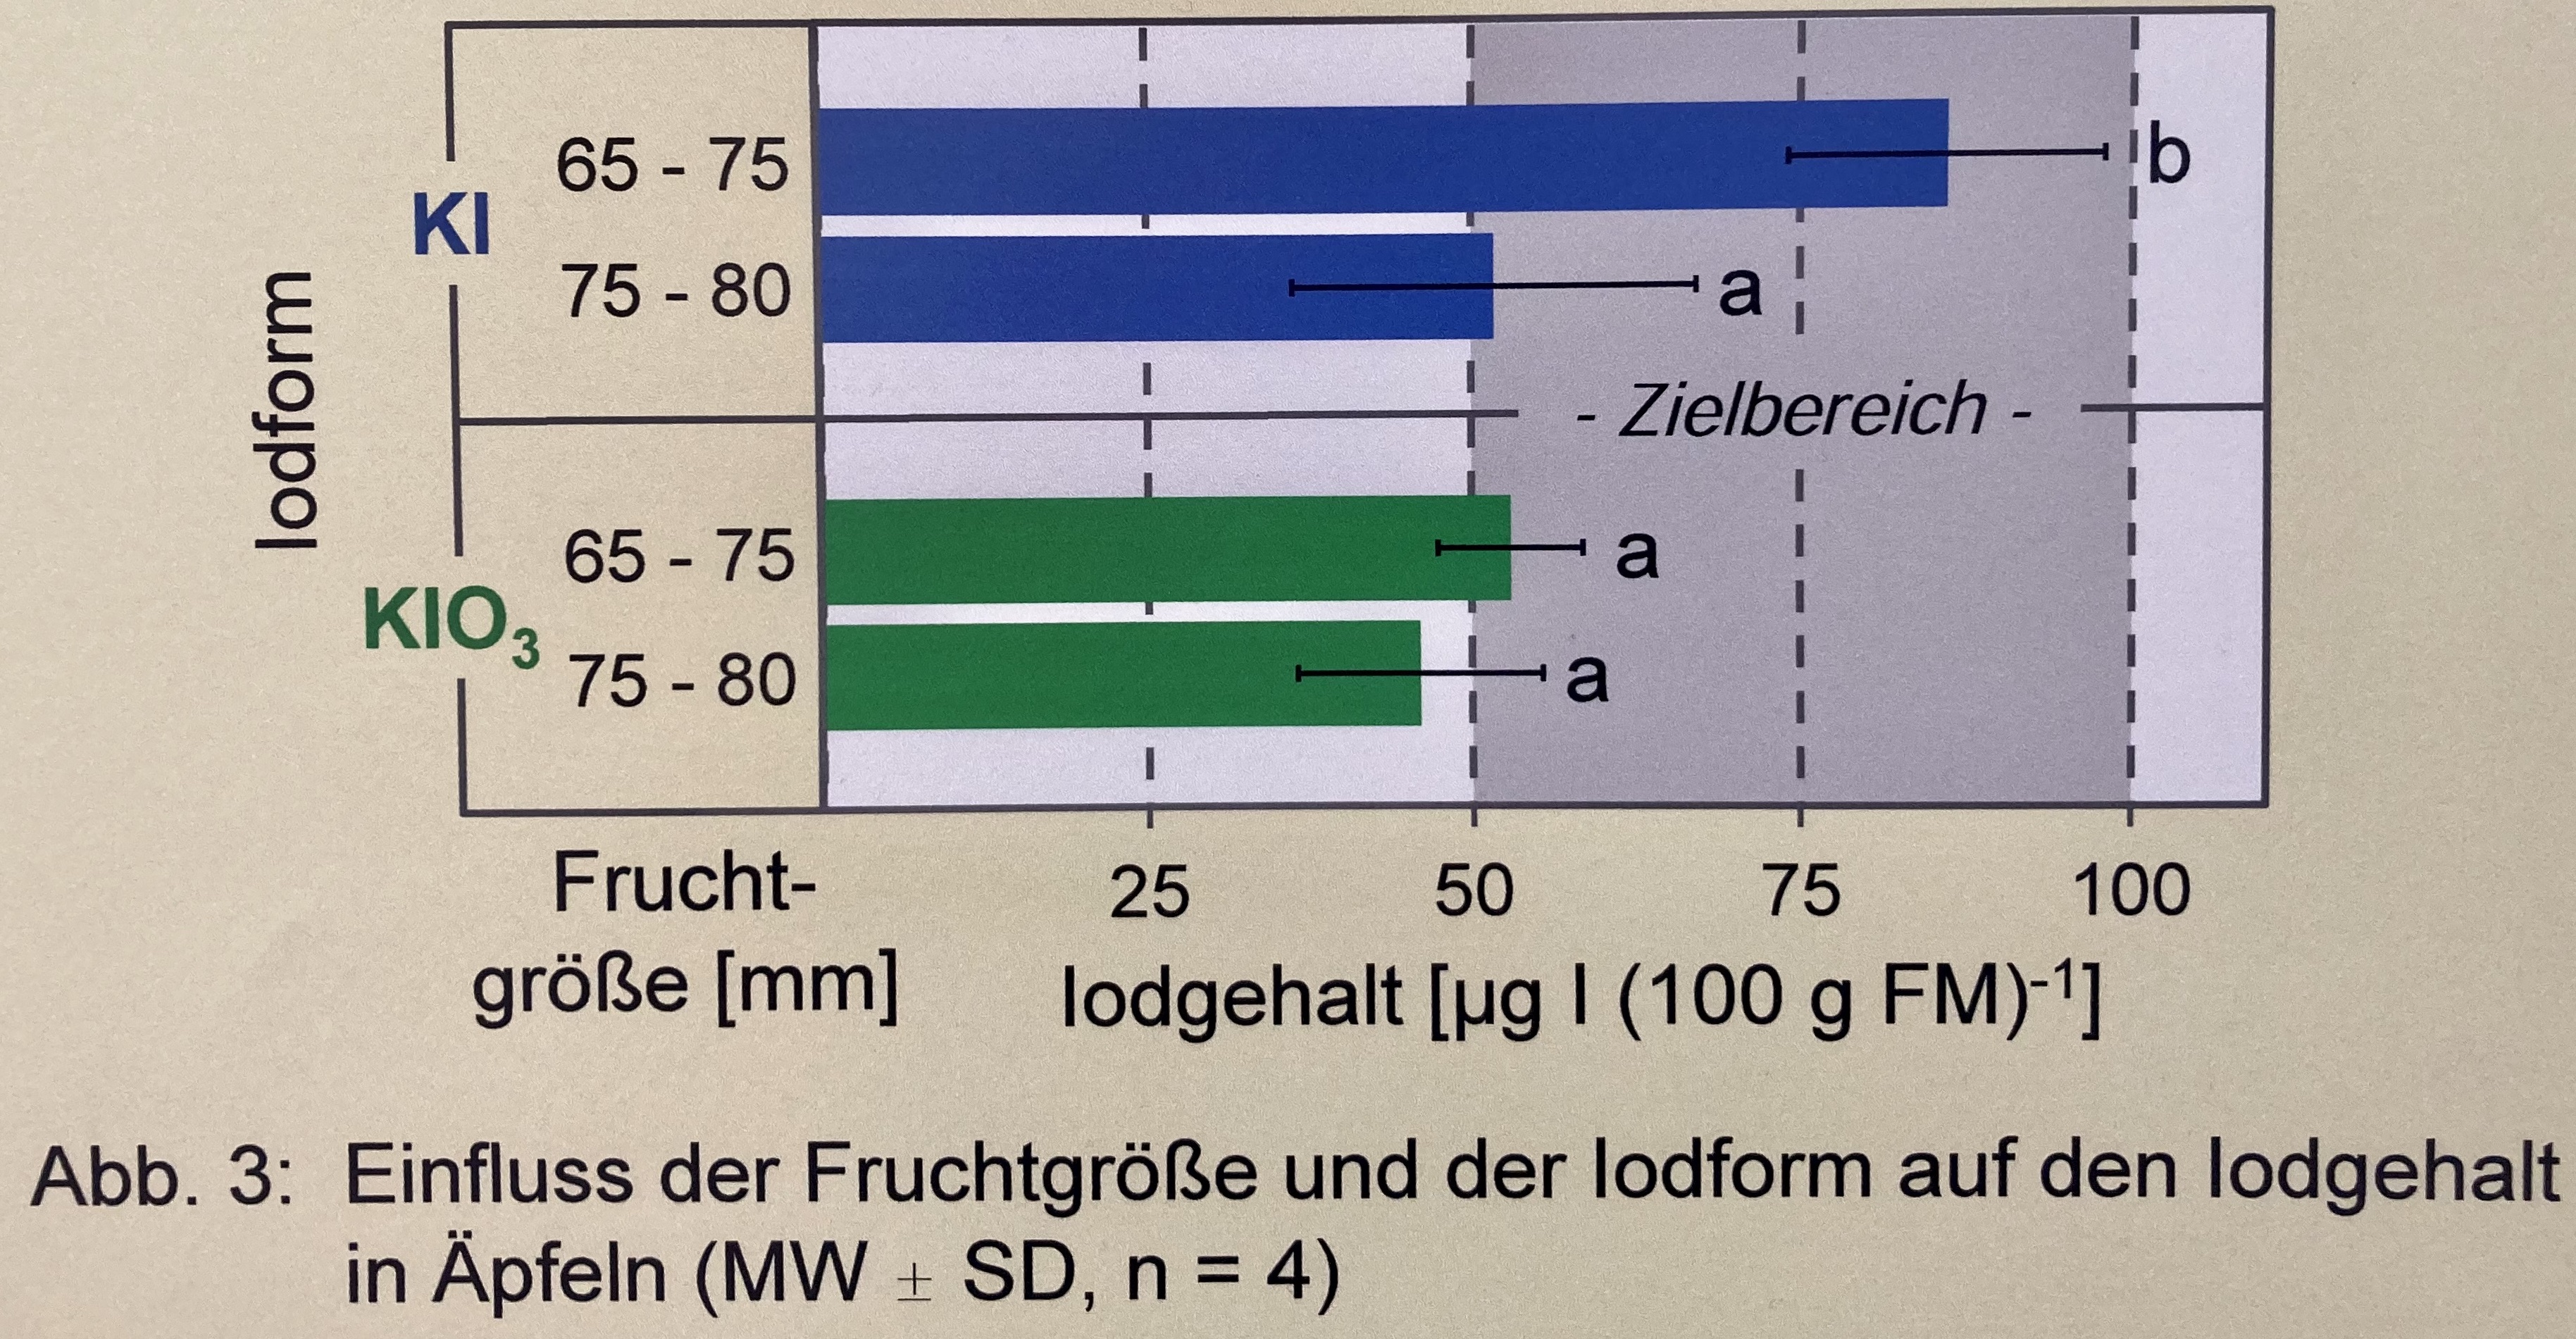 Iodform
KI
65 - 75 b
75 - 80 a
- Zielbereich -
KIO₃
65 - 75 a
75 - 80 a
Frucht-
größe [mm]
25 50 75 100
Iodgehalt [µg I (100 g FM)⁻¹]
Abb. 3: Einfluss der Fruchtgröße und der Iodform auf den Iodgehalt
in Äpfeln (MW ± SD, n = 4)